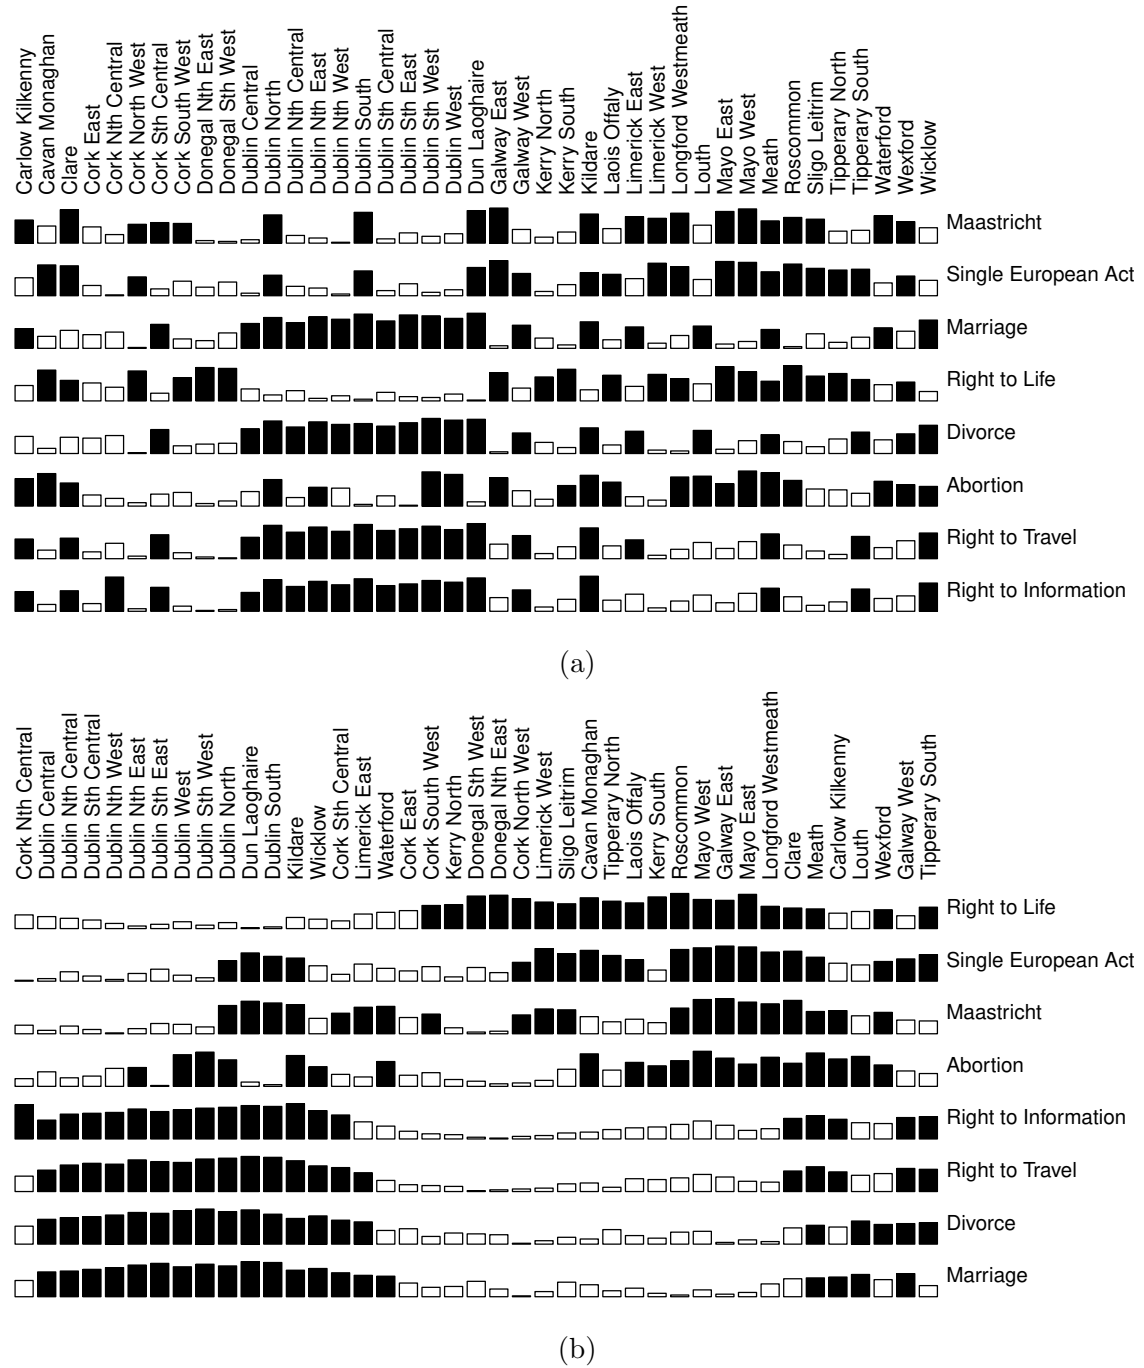 Carlow Kilkenny
Cavan Monaghan
Clare
Cork East
Cork Nth Central
Cork North West
Cork Sth Central
Cork South West
Donegal Nth East
Donegal Sth West
Dublin Central
Dublin North
Dublin Nth Central
Dublin Nth East
Dublin Nth West
Dublin South
Dublin Sth Central
Dublin Sth East
Dublin Sth West
Dublin West
Dun Laoghaire
Galway East
Galway West
Kerry North
Kerry South
Kildare
Laois Offaly
Limerick East
Limerick West
Longford Westmeath
Louth
Mayo East
Mayo West
Meath
Roscommon
Sligo Leitrim
Tipperary North
Tipperary South
Waterford
Wexford
Wicklow
Maastricht
Single European Act
Marriage
Right to Life
Divorce
Abortion
Right to Travel
Right to Information
(a)
Cork Nth Central
Dublin Central
Dublin Nth Central
Dublin Sth Central
Dublin Nth West
Dublin Nth East
Dublin Sth East
Dublin West
Dublin Sth West
Dublin North
Dun Laoghaire
Dublin South
Kildare
Wicklow
Cork Sth Central
Limerick East
Waterford
Cork East
Cork South West
Kerry North
Donegal Sth West
Donegal Nth East
Cork North West
Limerick West
Sligo Leitrim
Cavan Monaghan
Tipperary North
Laois Offaly
Kerry South
Roscommon
Mayo West
Galway East
Mayo East
Longford Westmeath
Clare
Meath
Carlow Kilkenny
Louth
Wexford
Galway West
Tipperary South
Right to Life
Single European Act
Maastricht
Abortion
Right to Information
Right to Travel
Divorce
Marriage
(b)